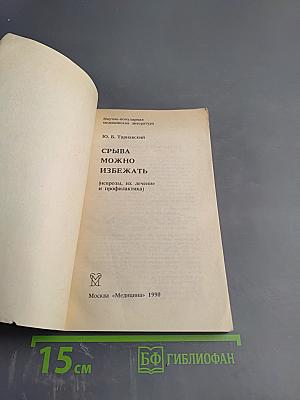 Научно-популярная
медицинская литература
Ю. Б. Тарнавский
СРЫВА
МОЖНО
ИЗБЕЖАТЬ
(неврозы, их лечение
и профилактика)
М
Москва «Медицина» 1990
15 см
БФ ГИБЛИОФАН